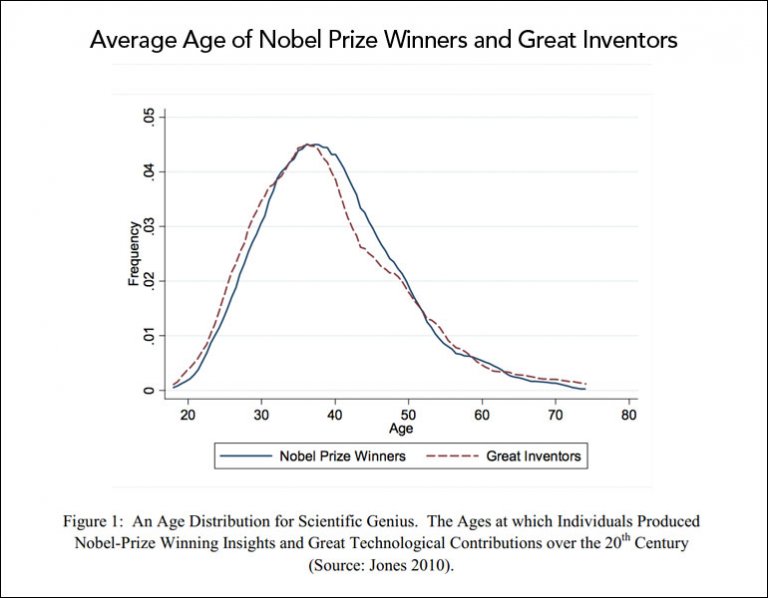 Average Age of Nobel Prize Winners and Great Inventors
.05
.04
.03
.02
.01
0
Frequency
20 30 40 50 60 70 80
Age
Nobel Prize Winners Great Inventors
Figure 1: An Age Distribution for Scientific Genius. The Ages at which Individuals Produced
Nobel-Prize Winning Insights and Great Technological Contributions over the 20th Century
(Source: Jones 2010).